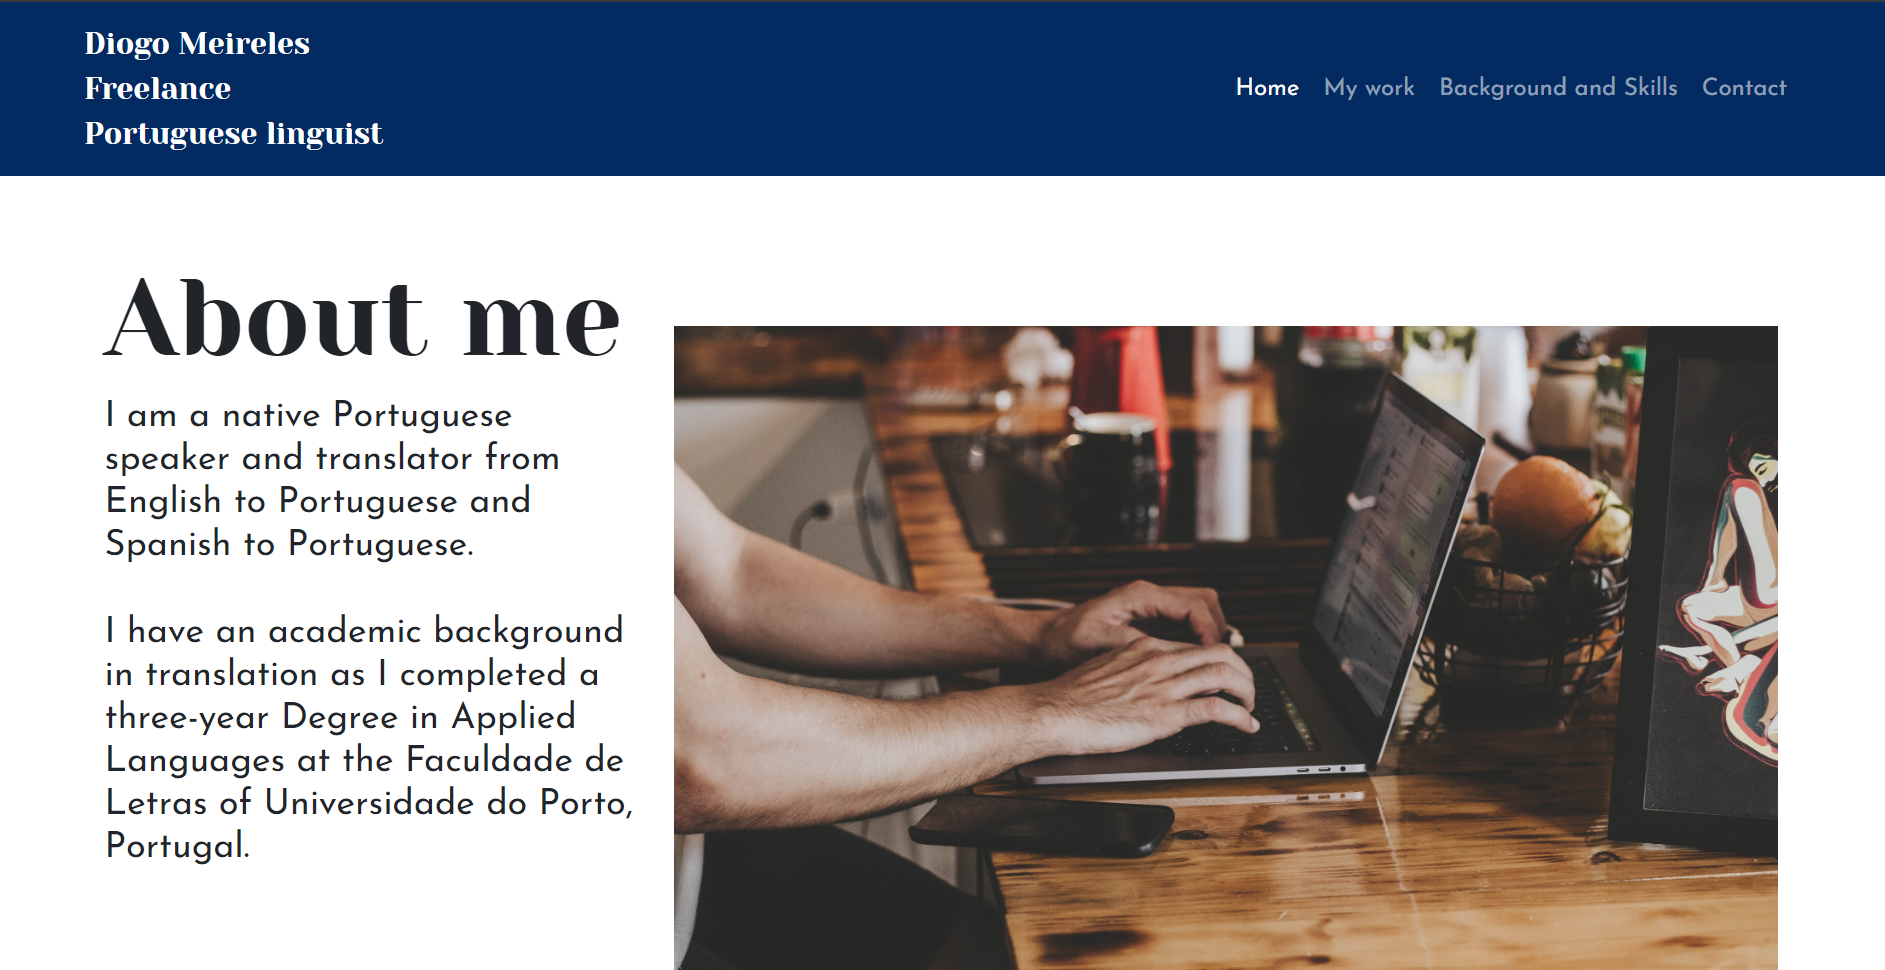 Diogo Meireles
Freelance
Portuguese linguist
Home My work Background and Skills Contact
About me
I am a native Portuguese
speaker and translator from
English to Portuguese and
Spanish to Portuguese.
I have an academic background
in translation as I completed a
three-year Degree in Applied
Languages at the Faculdade de
Letras of Universidade do Porto,
Portugal.